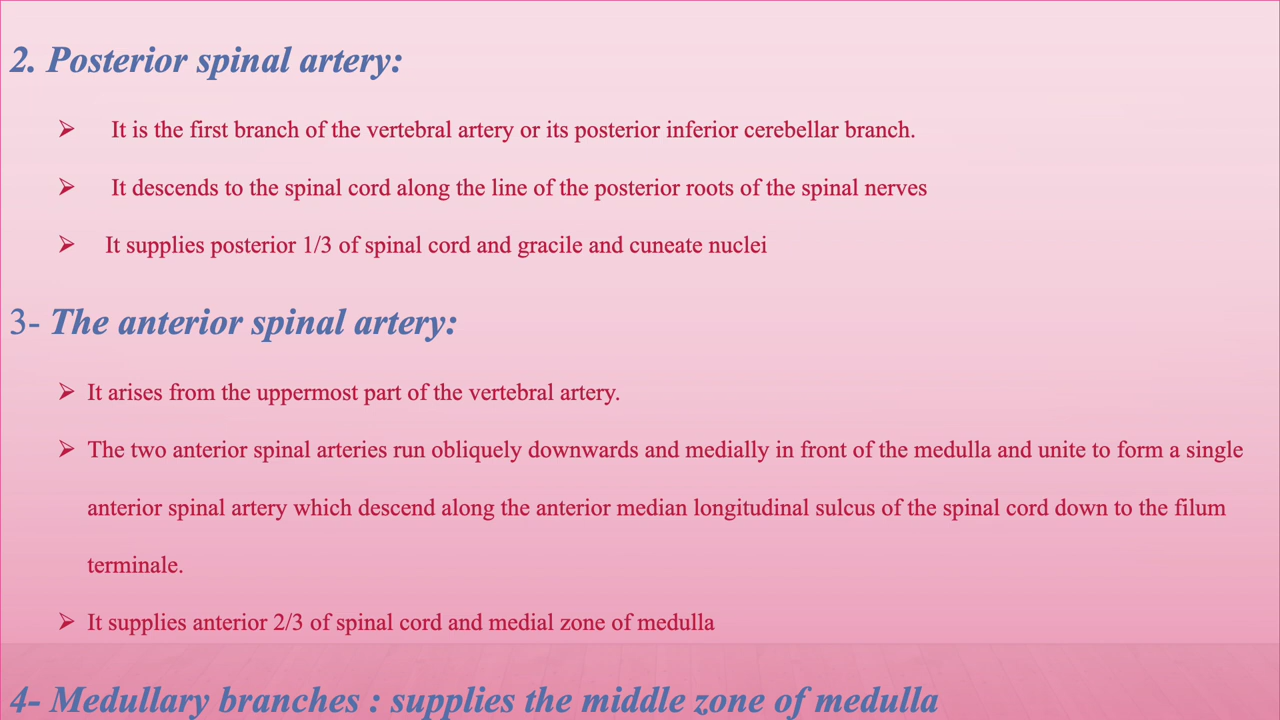 2. Posterior spinal artery:
➢ It is the first branch of the vertebral artery or its posterior inferior cerebellar branch.
➢ It descends to the spinal cord along the line of the posterior roots of the spinal nerves
➢ It supplies posterior 1/3 of spinal cord and gracile and cuneate nuclei
3- The anterior spinal artery:
➢ It arises from the uppermost part of the vertebral artery.
➢ The two anterior spinal arteries run obliquely downwards and medially in front of the medulla and unite to form a single
anterior spinal artery which descend along the anterior median longitudinal sulcus of the spinal cord down to the filum
terminale.
➢ It supplies anterior 2/3 of spinal cord and medial zone of medulla
4- Medullary branches : supplies the middle zone of medulla